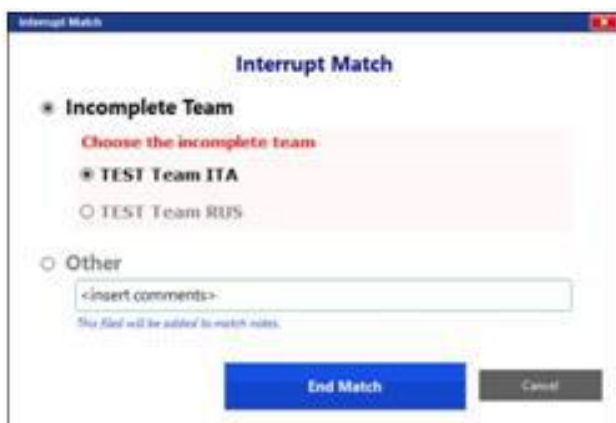 Interrupt Match
Interrupt Match
Incomplete Team
Choose the incomplete team
TEST Team ITA
TEST Team RUS
Other
<insert comments>
This filed will be added to match notes.
End Match
Cancel